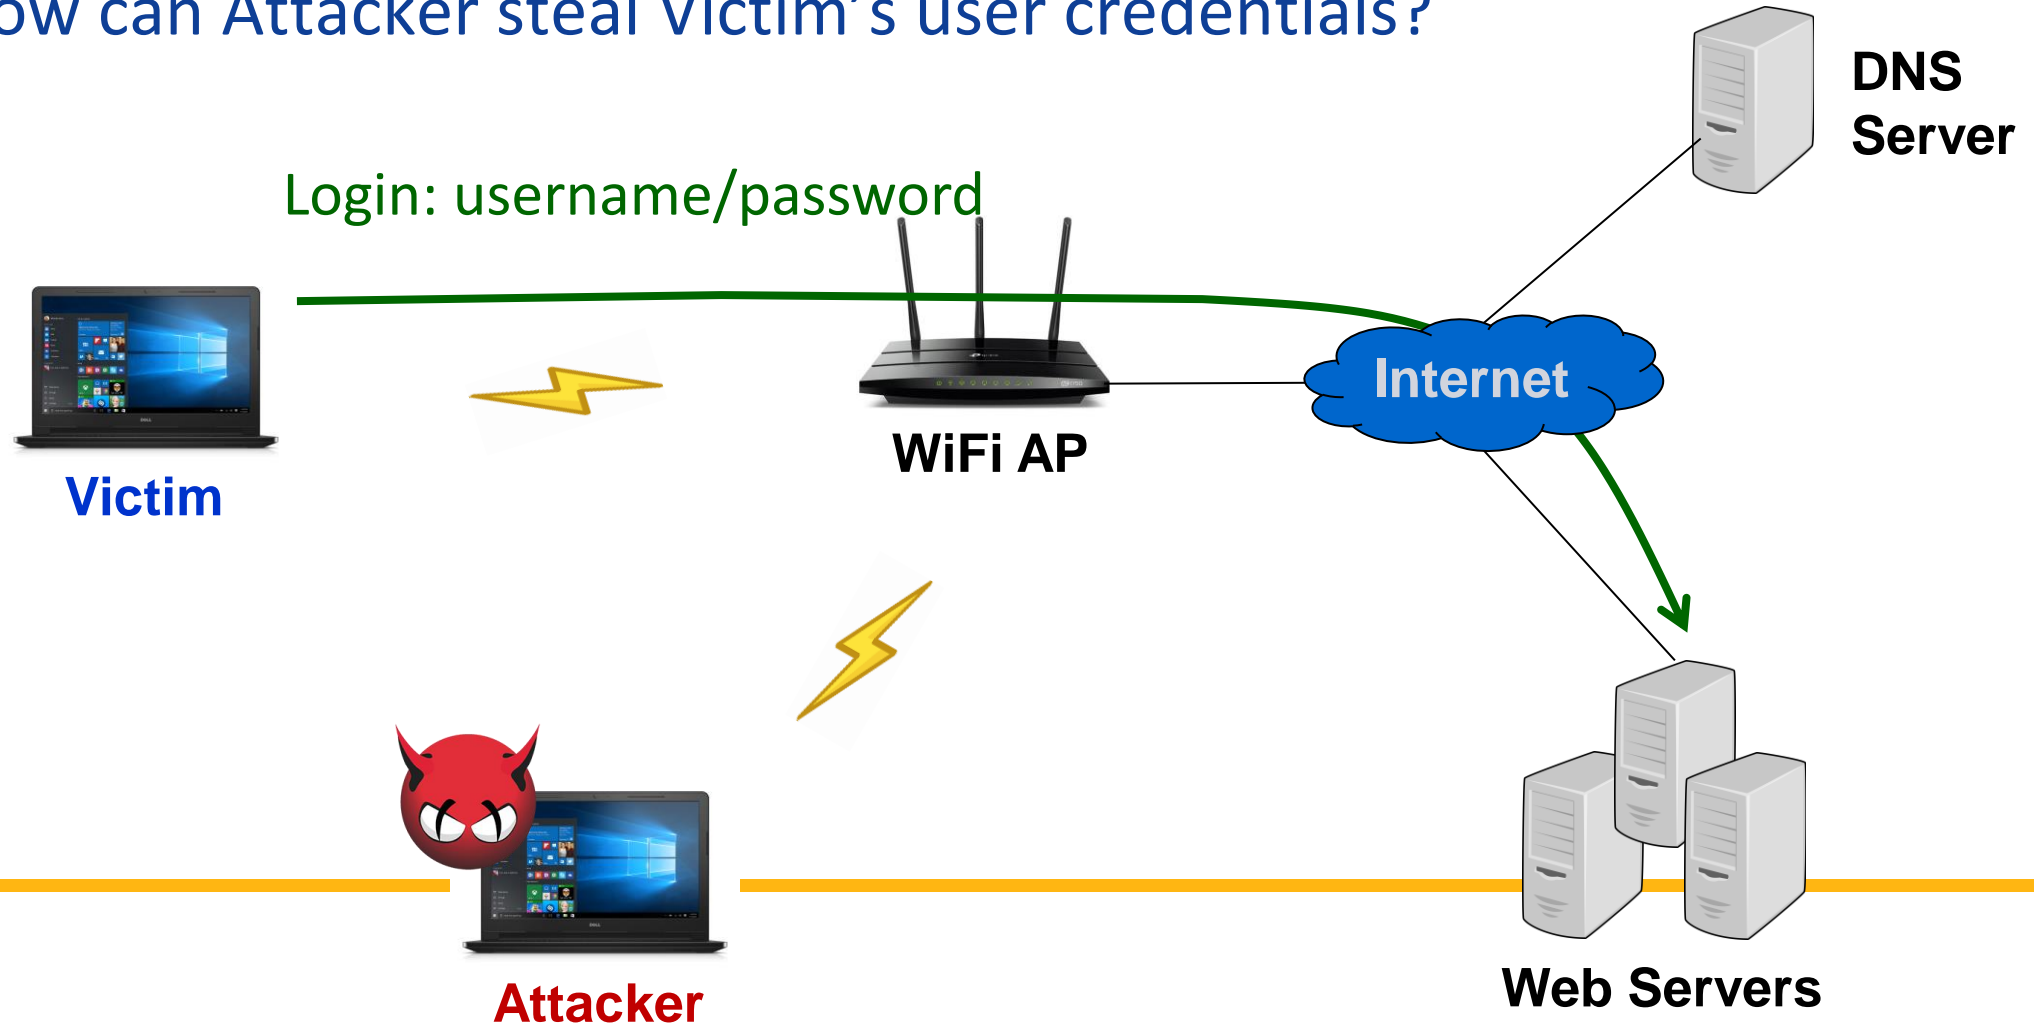 ow can Attacker steal Victim's user credentials?
DNS
Server
Login: username/password
Internet
WiFi AP
Victim
Attacker
Web Servers